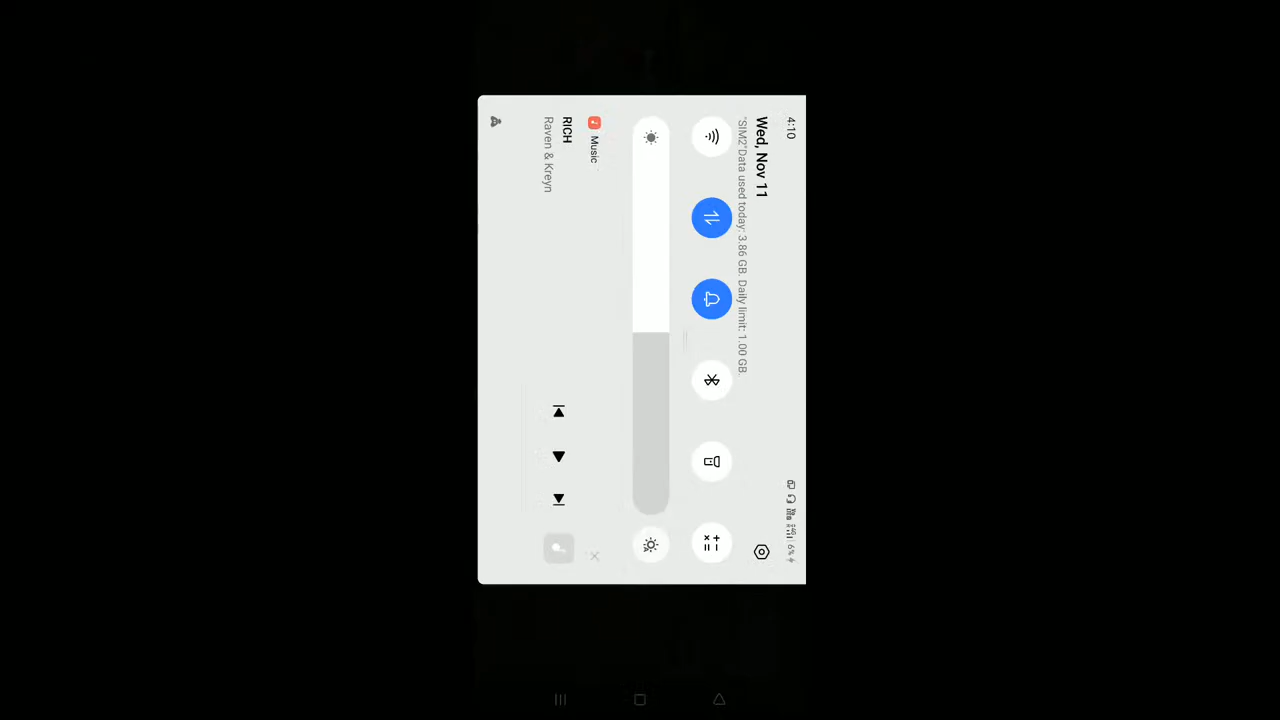 4:10
6%
Wed, Nov 11
"SIM2"Data used today: 3.86 GB. Daily limit: 1.00 GB.
Music
RICH
Raven & Kreyn